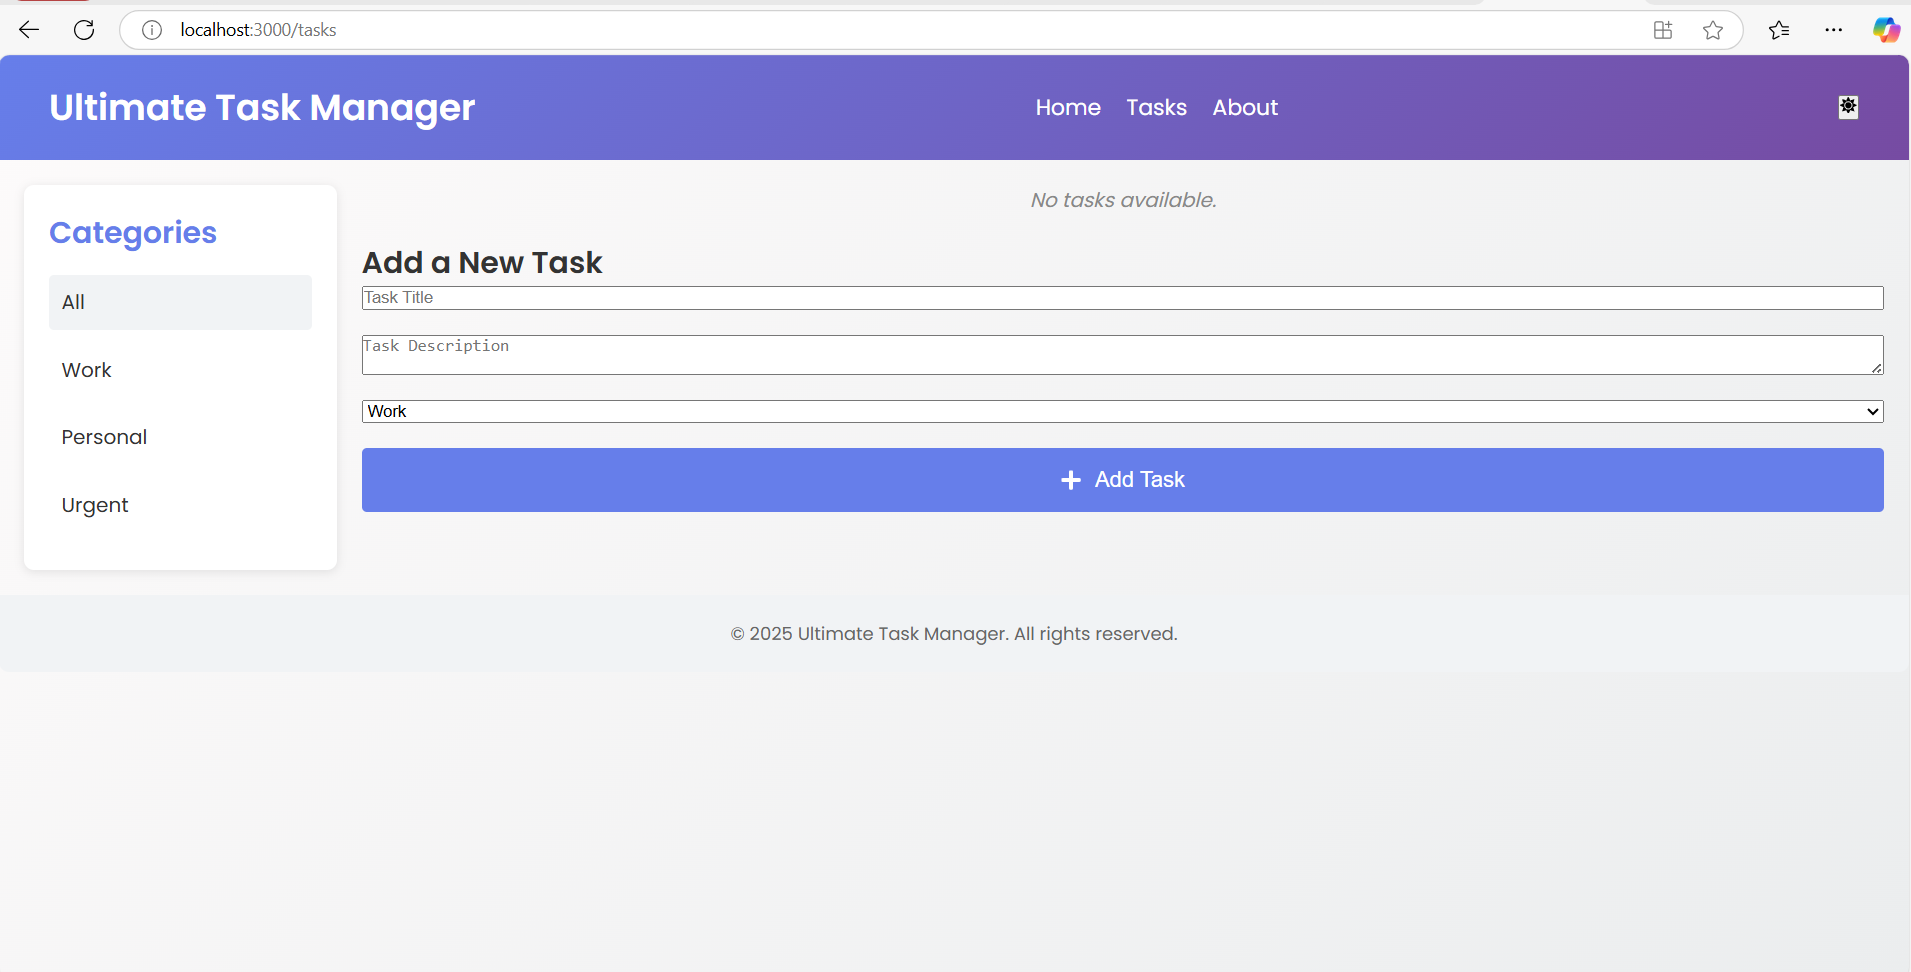 localhost:3000/tasks
Ultimate Task Manager
Home Tasks About
Categories
All
Work
Personal
Urgent
No tasks available.
Add a New Task
Task Title
Task Description
Work
Add Task
© 2025 Ultimate Task Manager. All rights reserved.